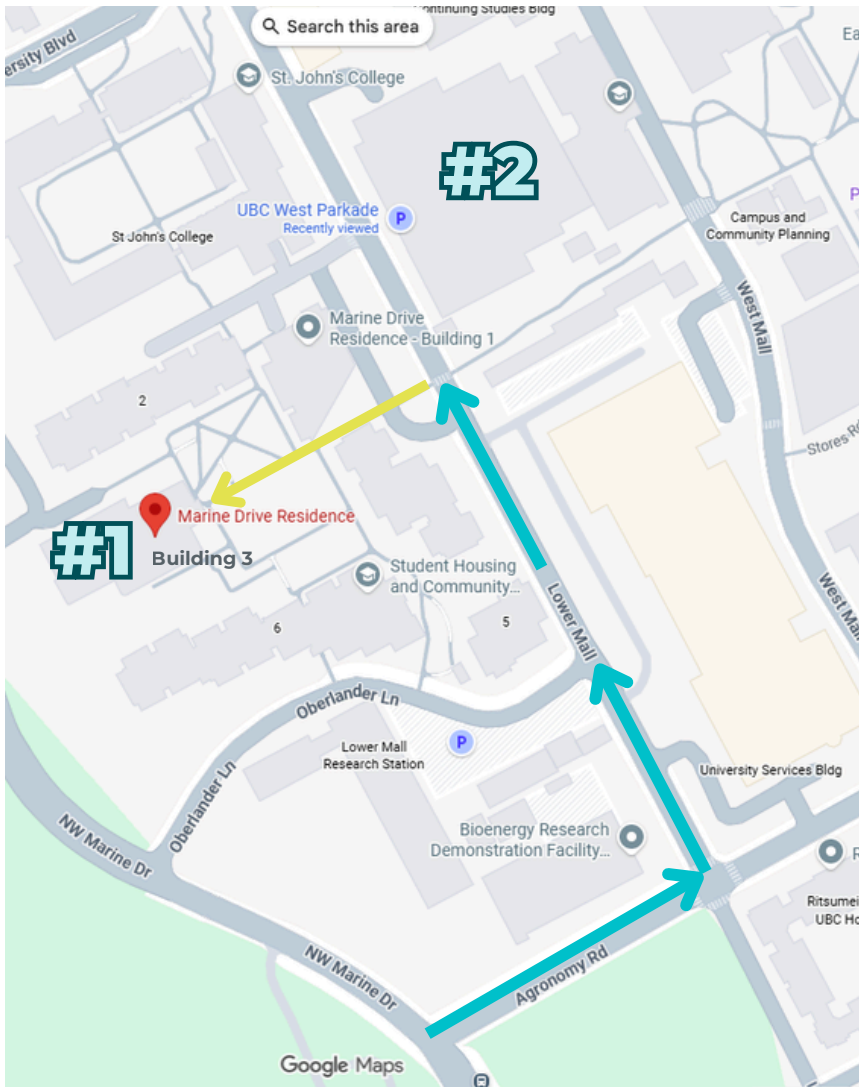 Continuing Studies Bldg
Search this area
ersity Blvd
Ea
St. John's College
#2
UBC West Parkade
Recently viewed
P
P
St John's College
Campus and
Community Planning
Marine Drive
Residence - Building 1
West Mall
2
Stores Rd
Marine Drive Residence
#1
Building 3
Student Housing
and Community...
Lower Mall
West Mall
6
5
Oberlander Ln
Lower Mall
Research Station
P
University Services Bldg
Oberlander Ln
NW Marine Dr
Bioenergy Research
Demonstration Facility...
R
Ritsumei
UBC Ho
NW Marine Dr
Agronomy Rd
Google Maps